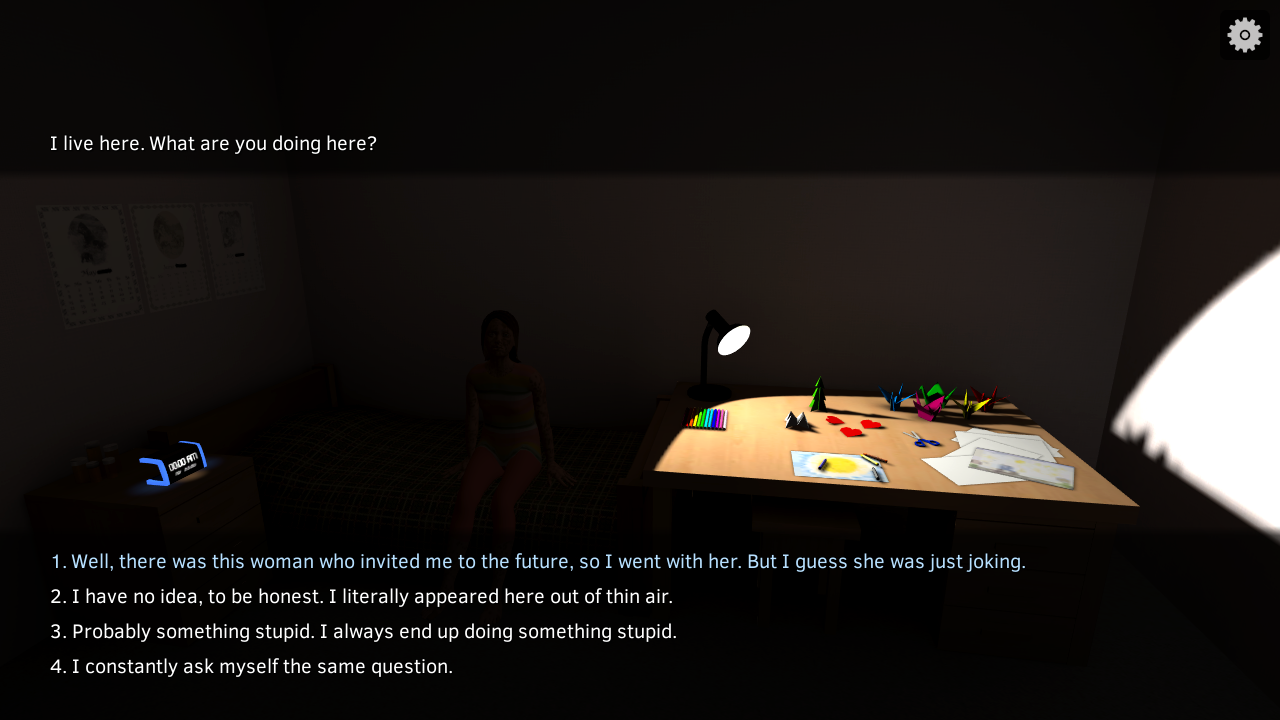 I live here. What are you doing here?
00:00 AM
1. Well, there was this woman who invited me to the future, so I went with her. But I guess she was just joking.
2. I have no idea, to be honest. I literally appeared here out of thin air.
3. Probably something stupid. I always end up doing something stupid.
4. I constantly ask myself the same question.